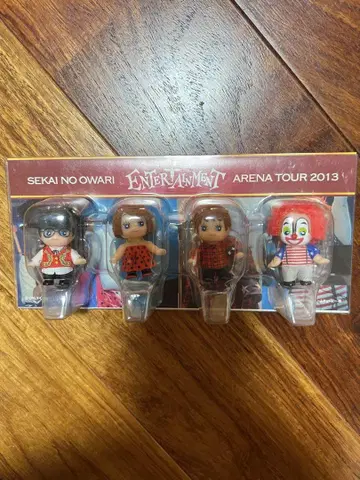 SEKAI NO OWARI ENTERTAINMENT ARENA TOUR 2013